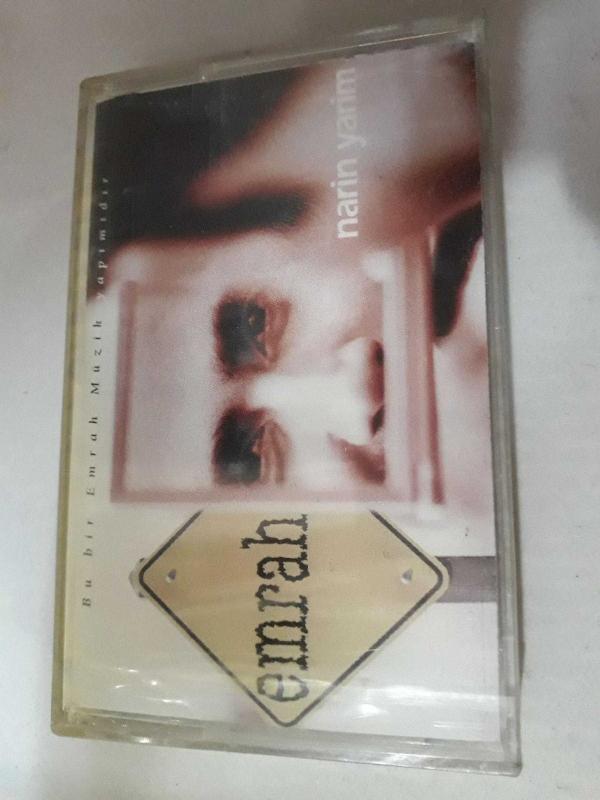 Bu bir Emrah Müzik yapımıdır
narin yarim
emrah